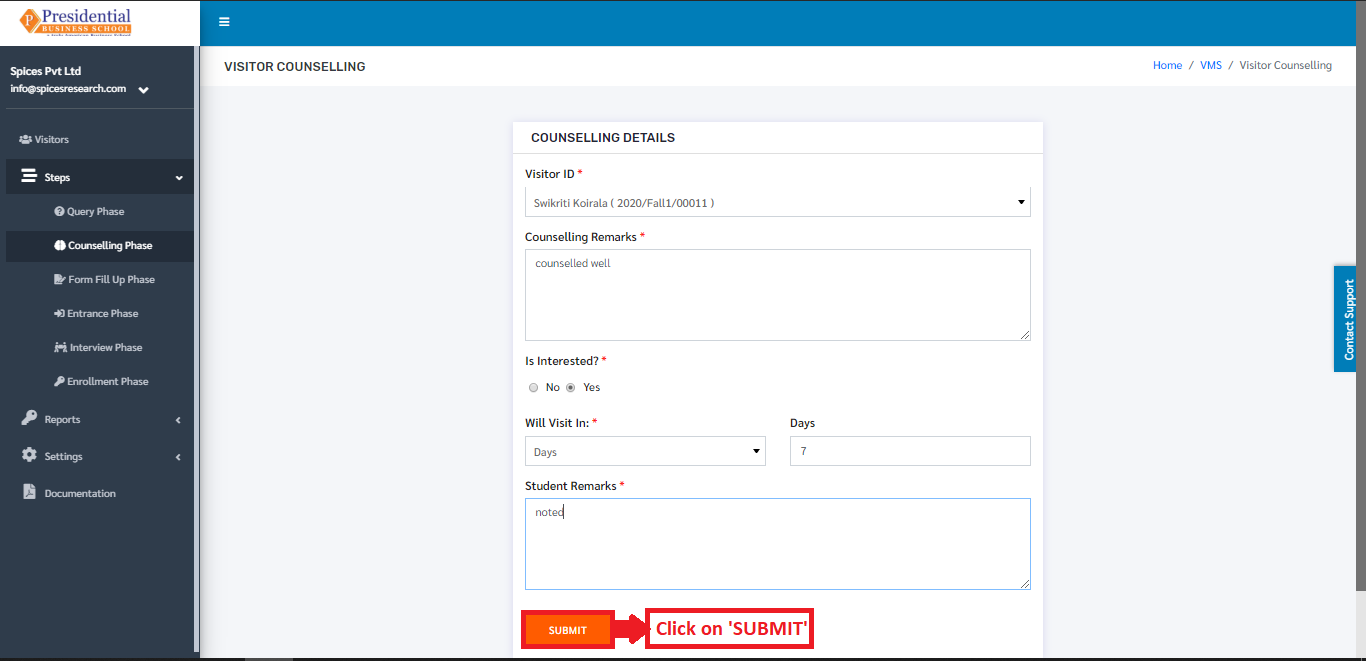 Presidential
BUSINESS SCHOOL
VISITOR COUNSELLING
Home / VMS / Visitor Counselling
Spices Pvt Ltd
info@spicesresearch.com
Visitors
Steps
Query Phase
Counselling Phase
Form Fill Up Phase
Entrance Phase
Interview Phase
Enrollment Phase
Reports
Settings
Documentation
COUNSELLING DETAILS
Visitor ID *
Swikriti Koirala ( 2020/Fall1/00011 )
Counselling Remarks *
counselled well
Is Interested? *
No Yes
Will Visit In: * Days
Days 7
Student Remarks *
noted
SUBMIT Click on 'SUBMIT'
Contact Support